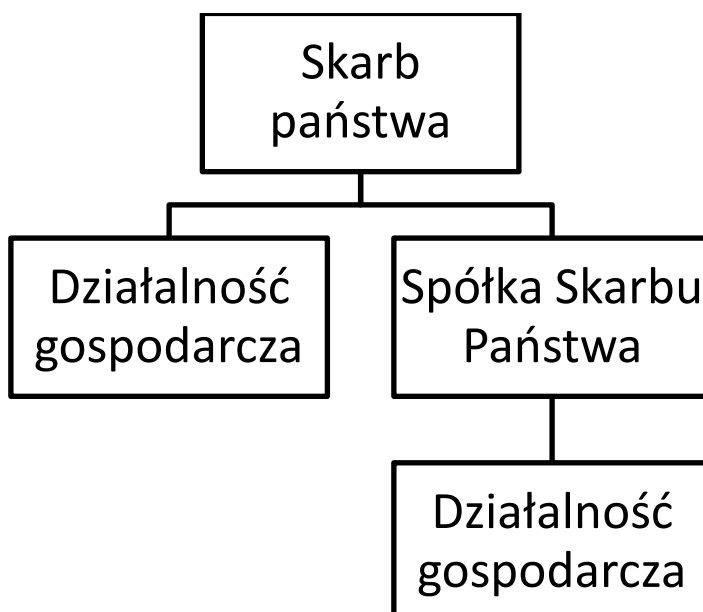 Skarb
państwa
Działalność
gospodarcza
Spółka Skarbu
Państwa
Działalność
gospodarcza